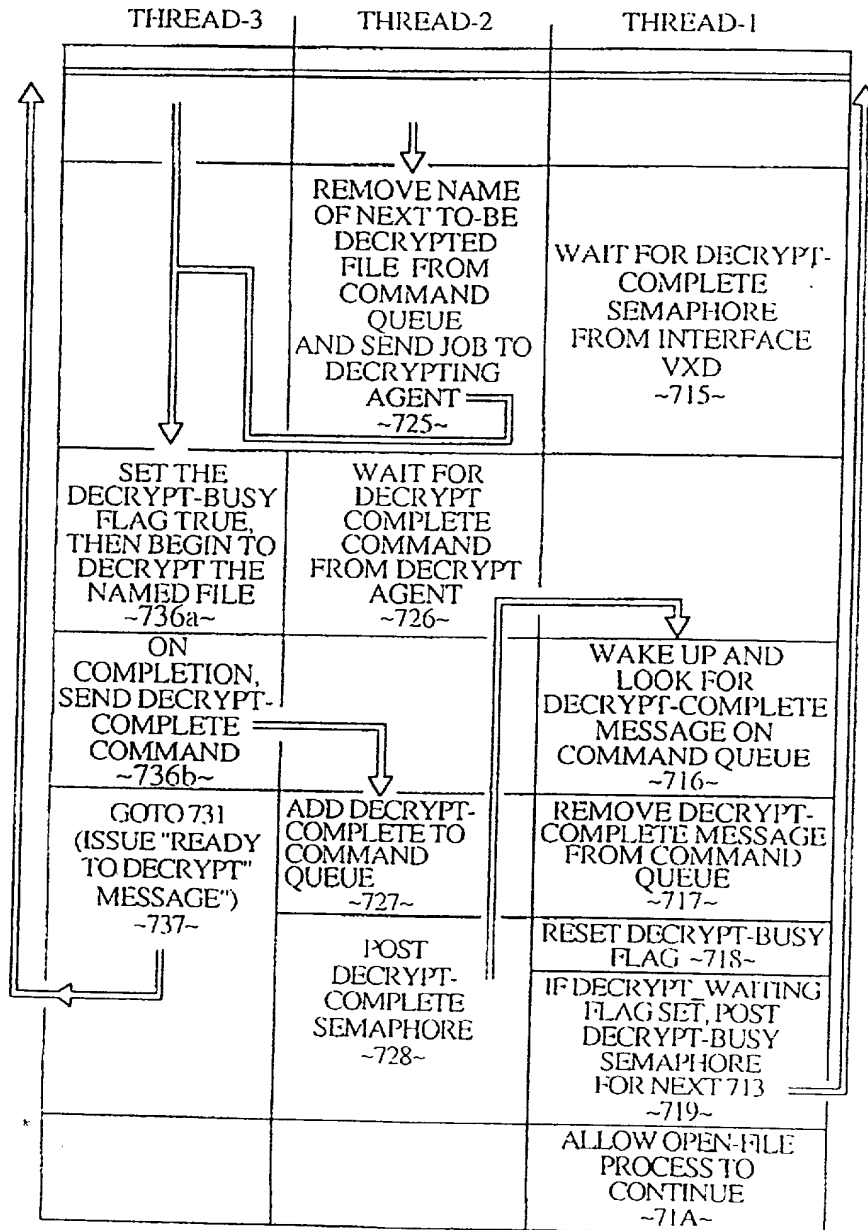 THREAD-3 THREAD-2 THREAD-1
REMOVE NAME
OF NEXT TO-BE
DECRYPTED
FILE FROM
COMMAND
QUEUE
AND SEND JOB TO
DECRYPTING
AGENT
~725~
WAIT FOR DECRYPT-
COMPLETE
SEMAPHORE
FROM INTERFACE
VXD
~715~
SET THE
DECRYPT-BUSY
FLAG TRUE,
THEN BEGIN TO
DECRYPT THE
NAMED FILE
~736a~
WAIT FOR
DECRYPT
COMPLETE
COMMAND
FROM DECRYPT
AGENT
~726~
ON
COMPLETION,
SEND DECRYPT-
COMPLETE
COMMAND
~736b~
WAKE UP AND
LOOK FOR
DECRYPT-COMPLETE
MESSAGE ON
COMMAND QUEUE
~716~
GOTO 731
(ISSUE "READY
TO DECRYPT"
MESSAGE")
~737~
ADD DECRYPT-
COMPLETE TO
COMMAND
QUEUE
~727~
REMOVE DECRYPT-
COMPLETE MESSAGE
FROM COMMAND
QUEUE
~717~
POST
DECRYPT-
COMPLETE
SEMAPHORE
~728~
RESET DECRYPT-BUSY
FLAG ~718~
IF DECRYPT_WAITING
FLAG SET, POST
DECRYPT-BUSY
SEMAPHORE
FOR NEXT 713
~719~
*
ALLOW OPEN-FILE
PROCESS TO
CONTINUE
~71A~